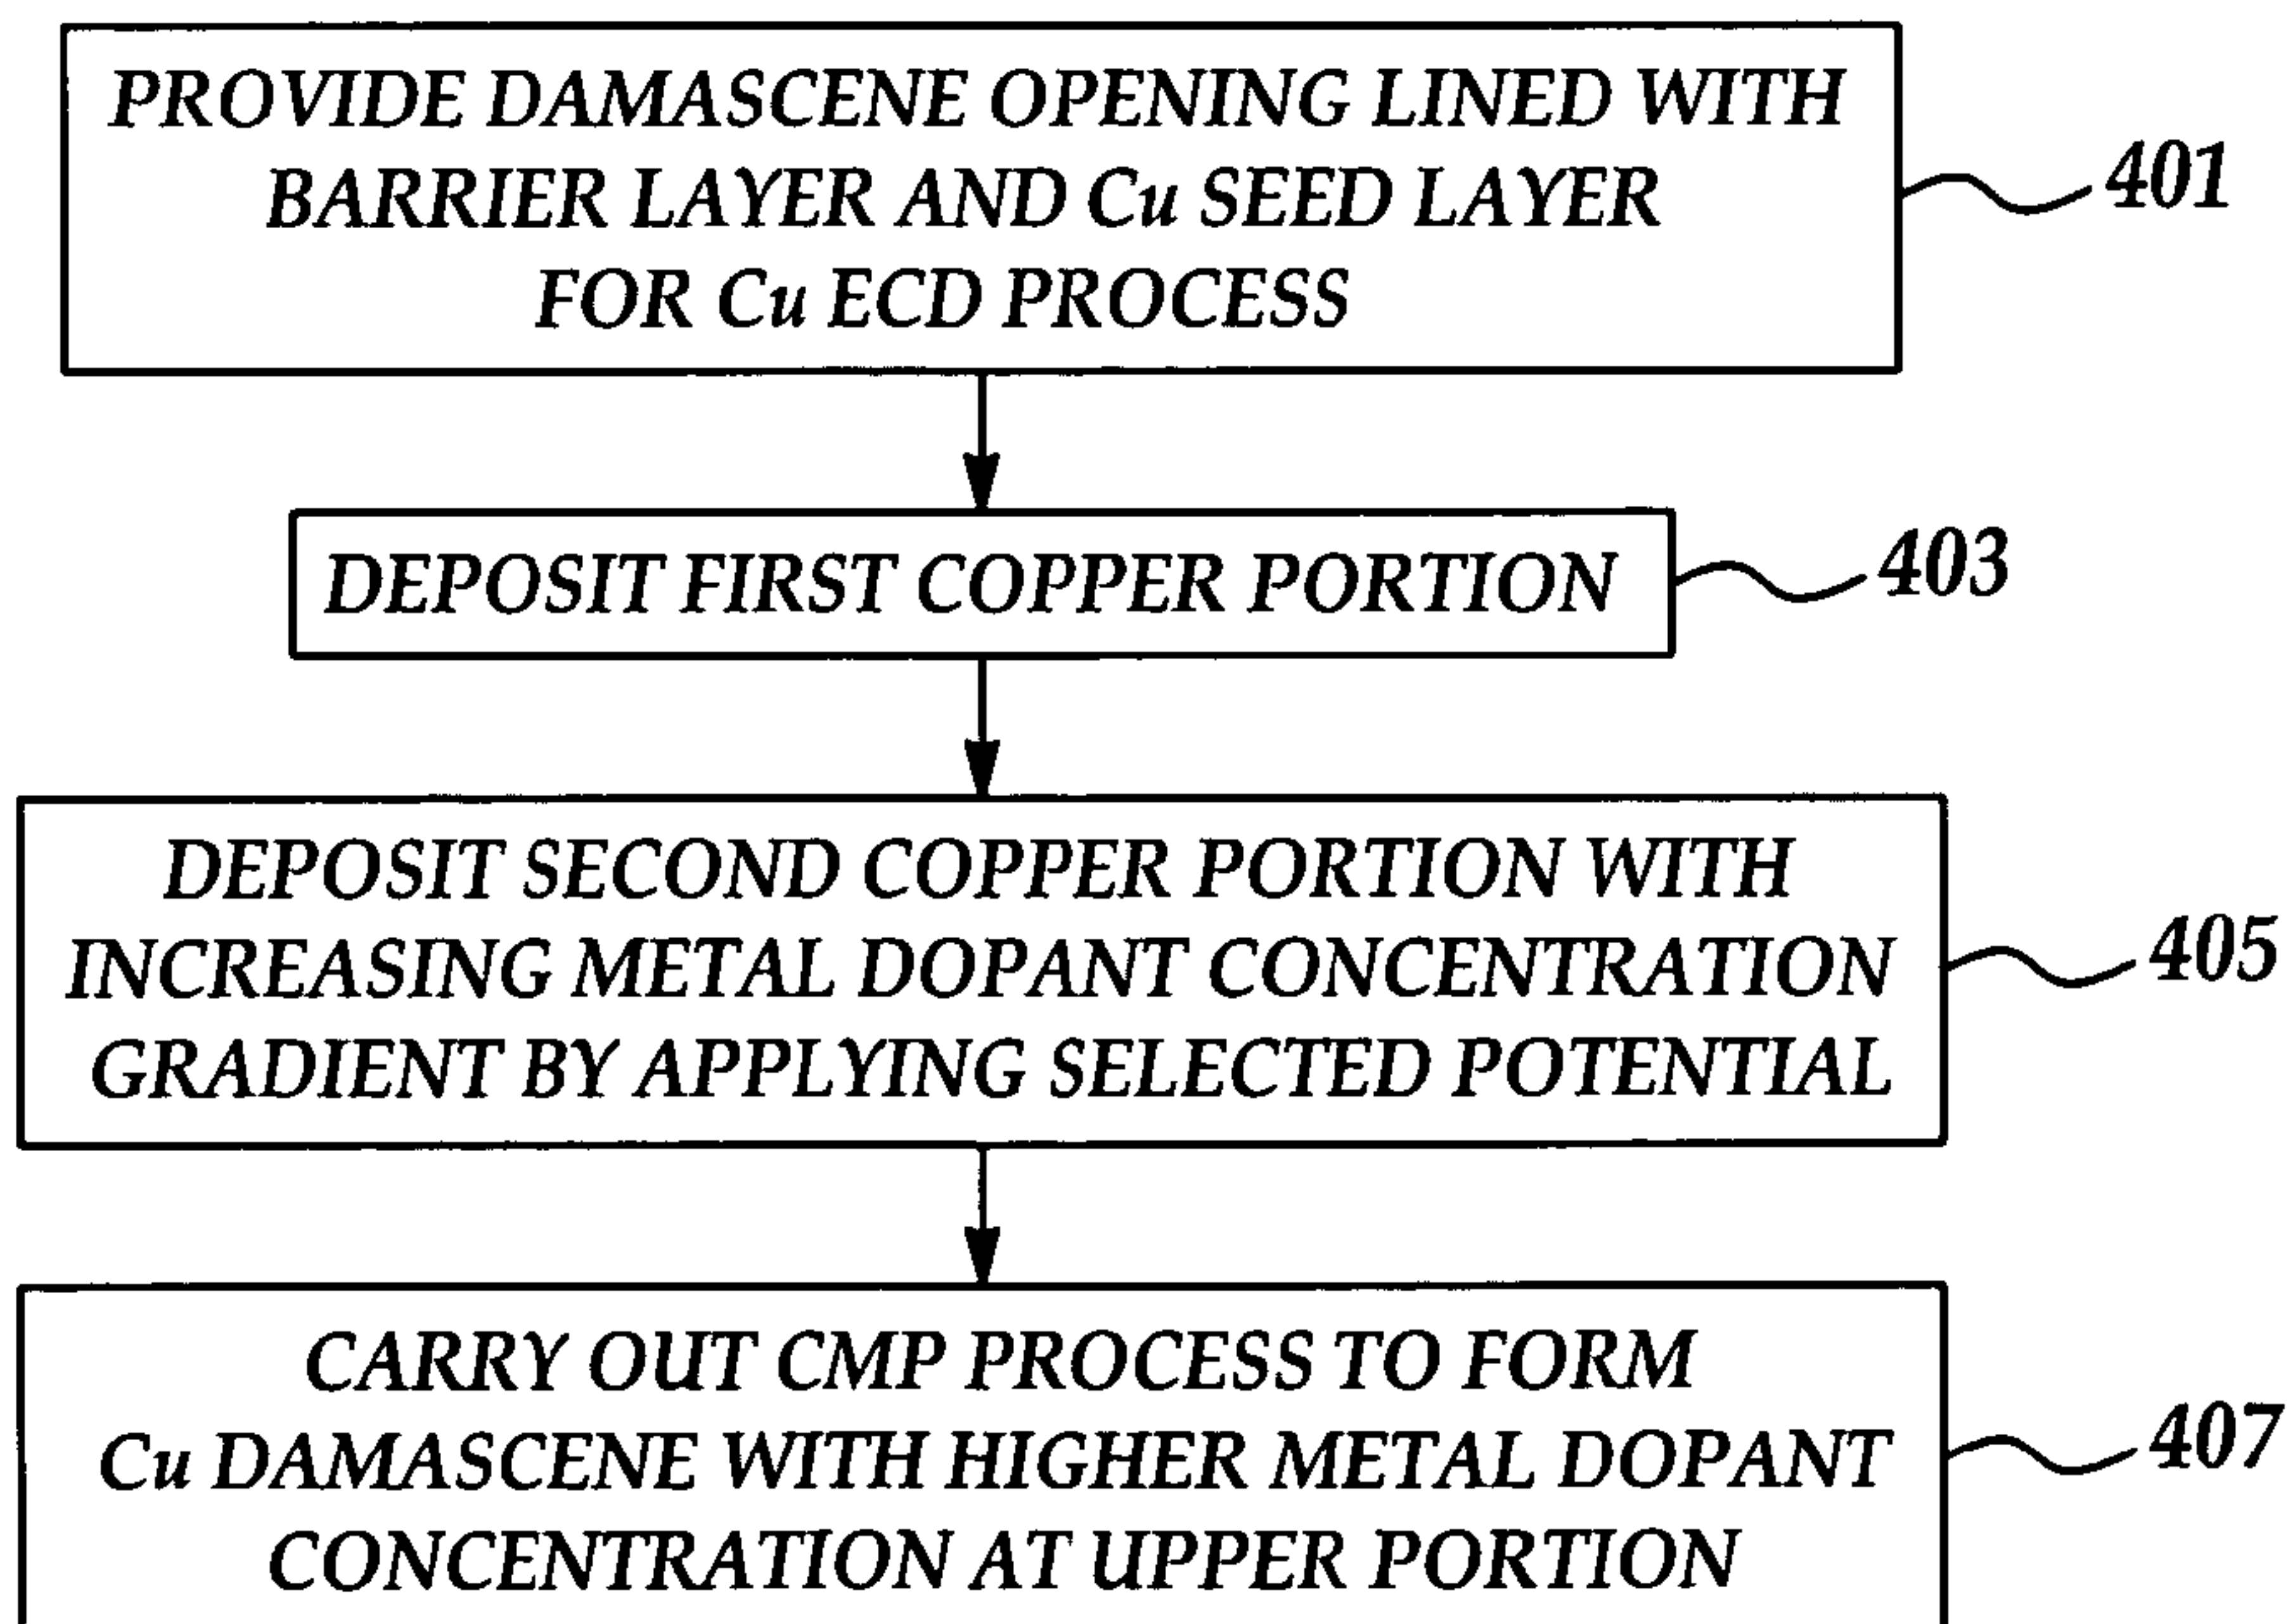 PROVIDE DAMASCENE OPENING LINED WITH
BARRIER LAYER AND Cu SEED LAYER
FOR Cu ECD PROCESS
401
DEPOSIT FIRST COPPER PORTION
403
DEPOSIT SECOND COPPER PORTION WITH
INCREASING METAL DOPANT CONCENTRATION
GRADIENT BY APPLYING SELECTED POTENTIAL
405
CARRY OUT CMP PROCESS TO FORM
Cu DAMASCENE WITH HIGHER METAL DOPANT
CONCENTRATION AT UPPER PORTION
407